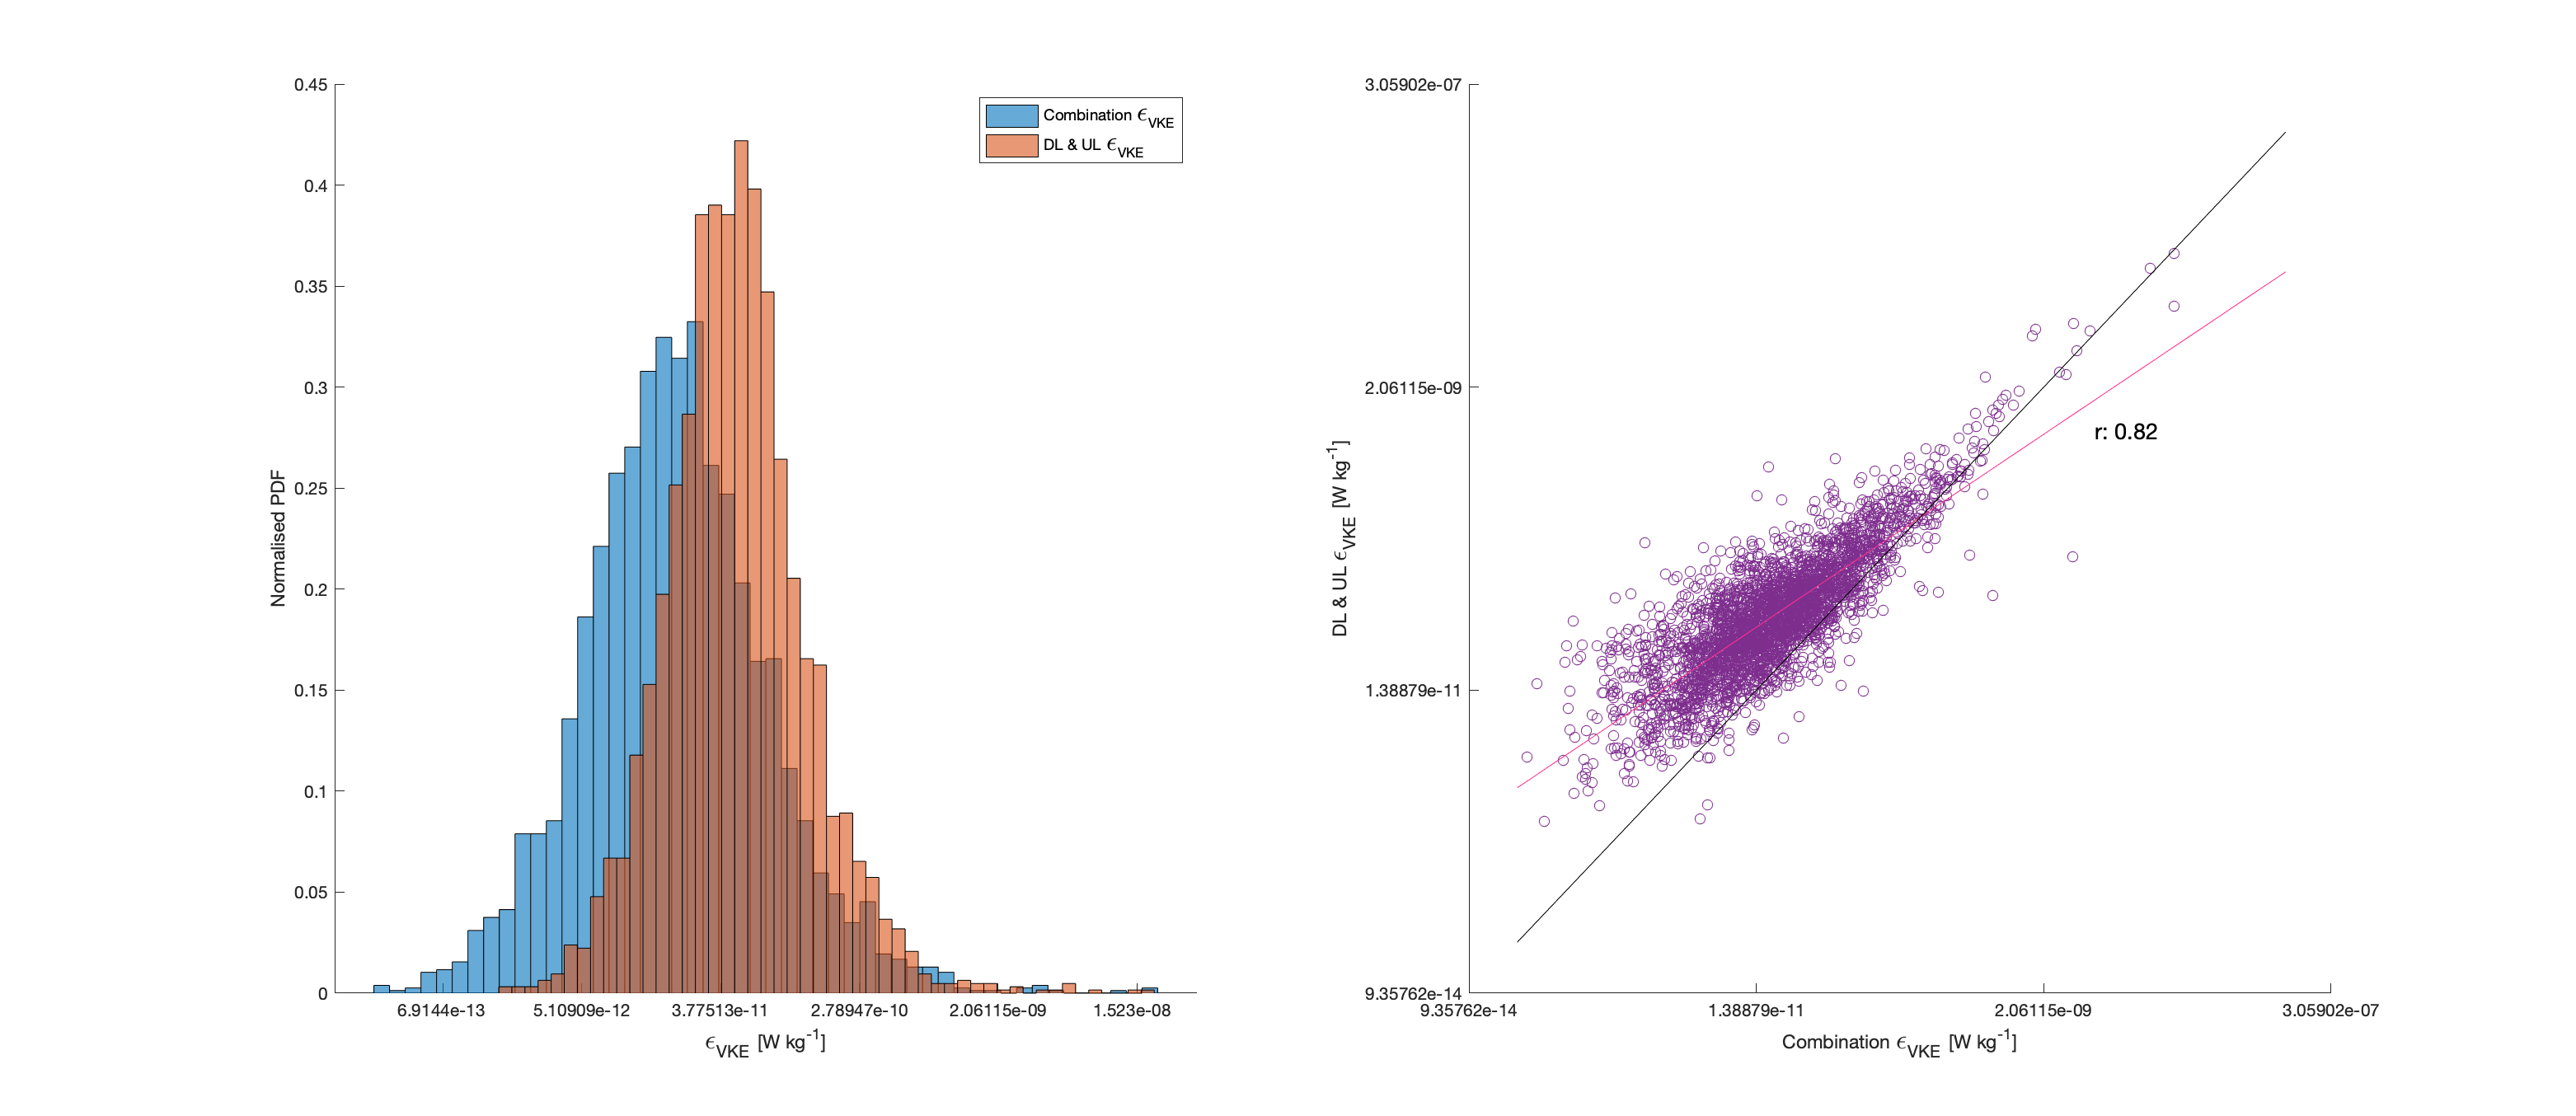 0.45
0.4
0.35
0.3
0.25
0.2
0.15
0.1
0.05
0
Normalised PDF
Combination ϵVKE
DL & UL ϵVKE
6.9144e-13 5.10909e-12 3.77513e-11 2.78947e-10 2.06115e-09 1.523e-08
ϵVKE [W kg-1]
3.05902e-07
2.06115e-09
1.38879e-11
9.35762e-14
DL & UL ϵVKE [W kg-1]
r: 0.82
9.35762e-14 1.38879e-11 2.06115e-09 3.05902e-07
Combination ϵVKE [W kg-1]